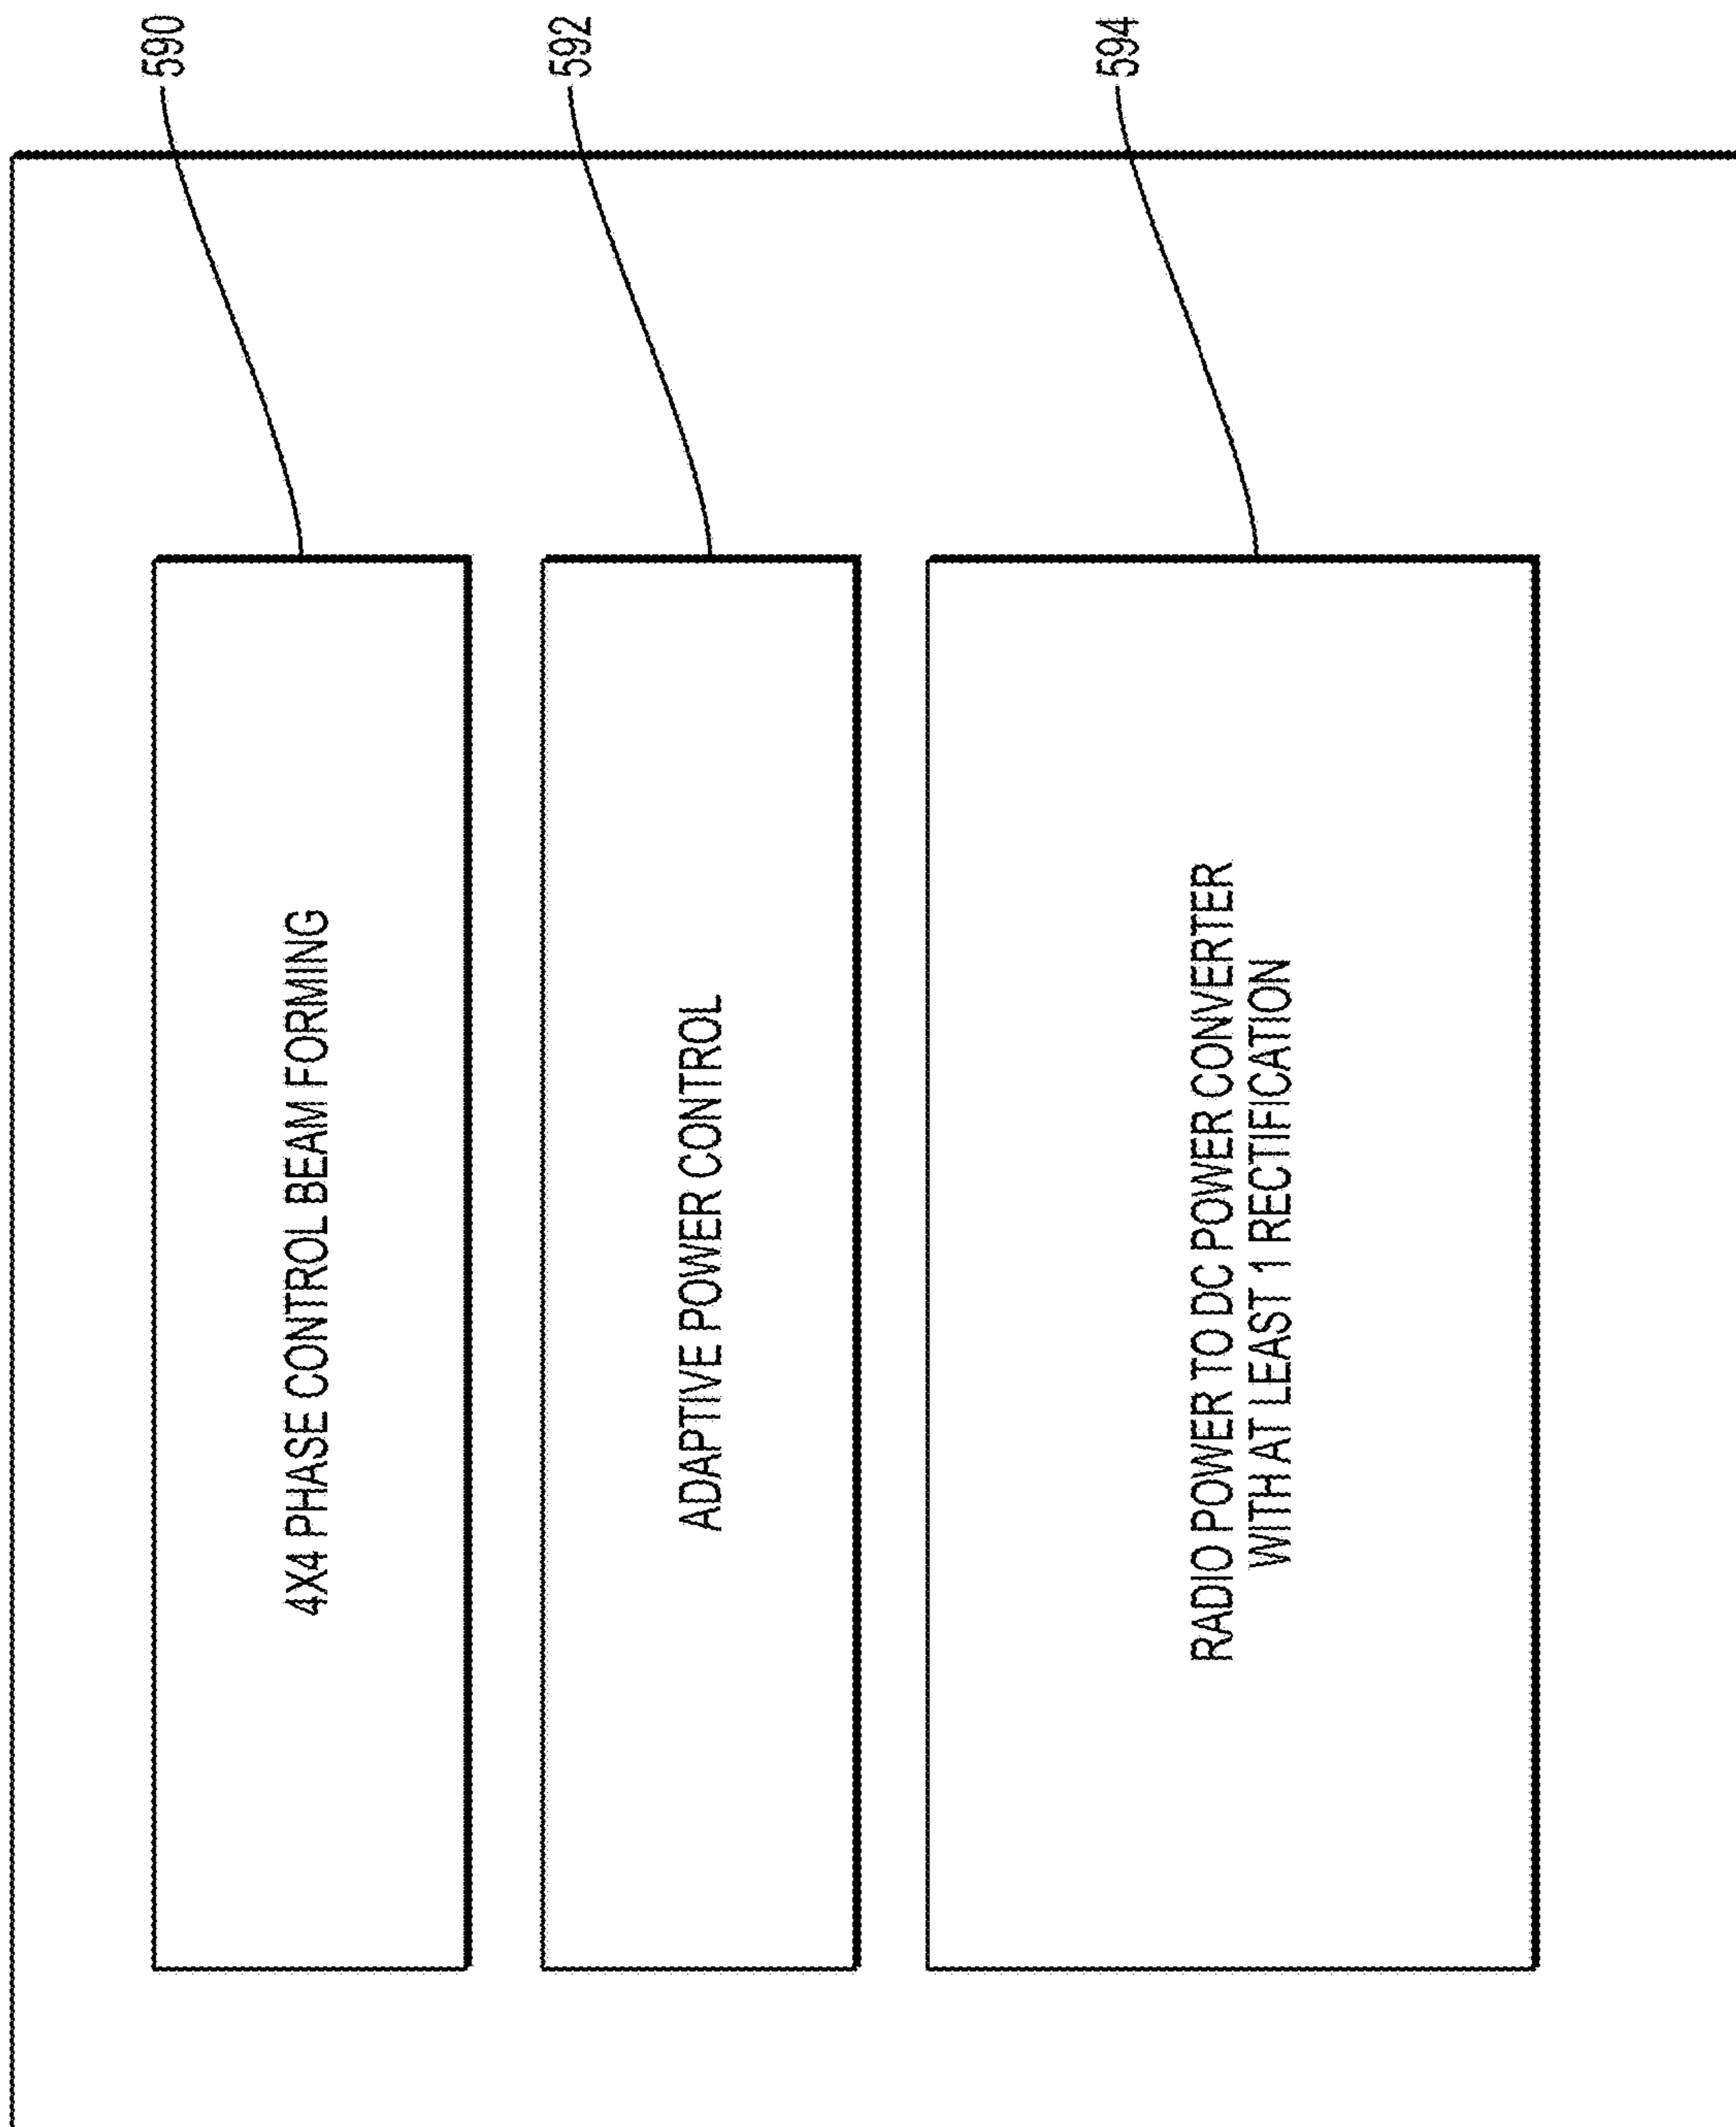 590
4X4 PHASE CONTROL BEAM FORMING
592
ADAPTIVE POWER CONTROL
594
RADIO POWER TO DC POWER CONVERTER
WITH AT LEAST 1 RECTIFICATION